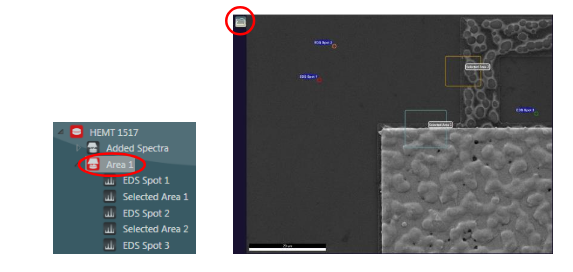 HEMT 1517
Added Spectra
Area 1
EDS Spot 1
Selected Area 1
EDS Spot 2
Selected Area 2
EDS Spot 3
EDS Spot 2
EDS Spot 1
Selected Area 2
EDS Spot 3
Selected Area 1